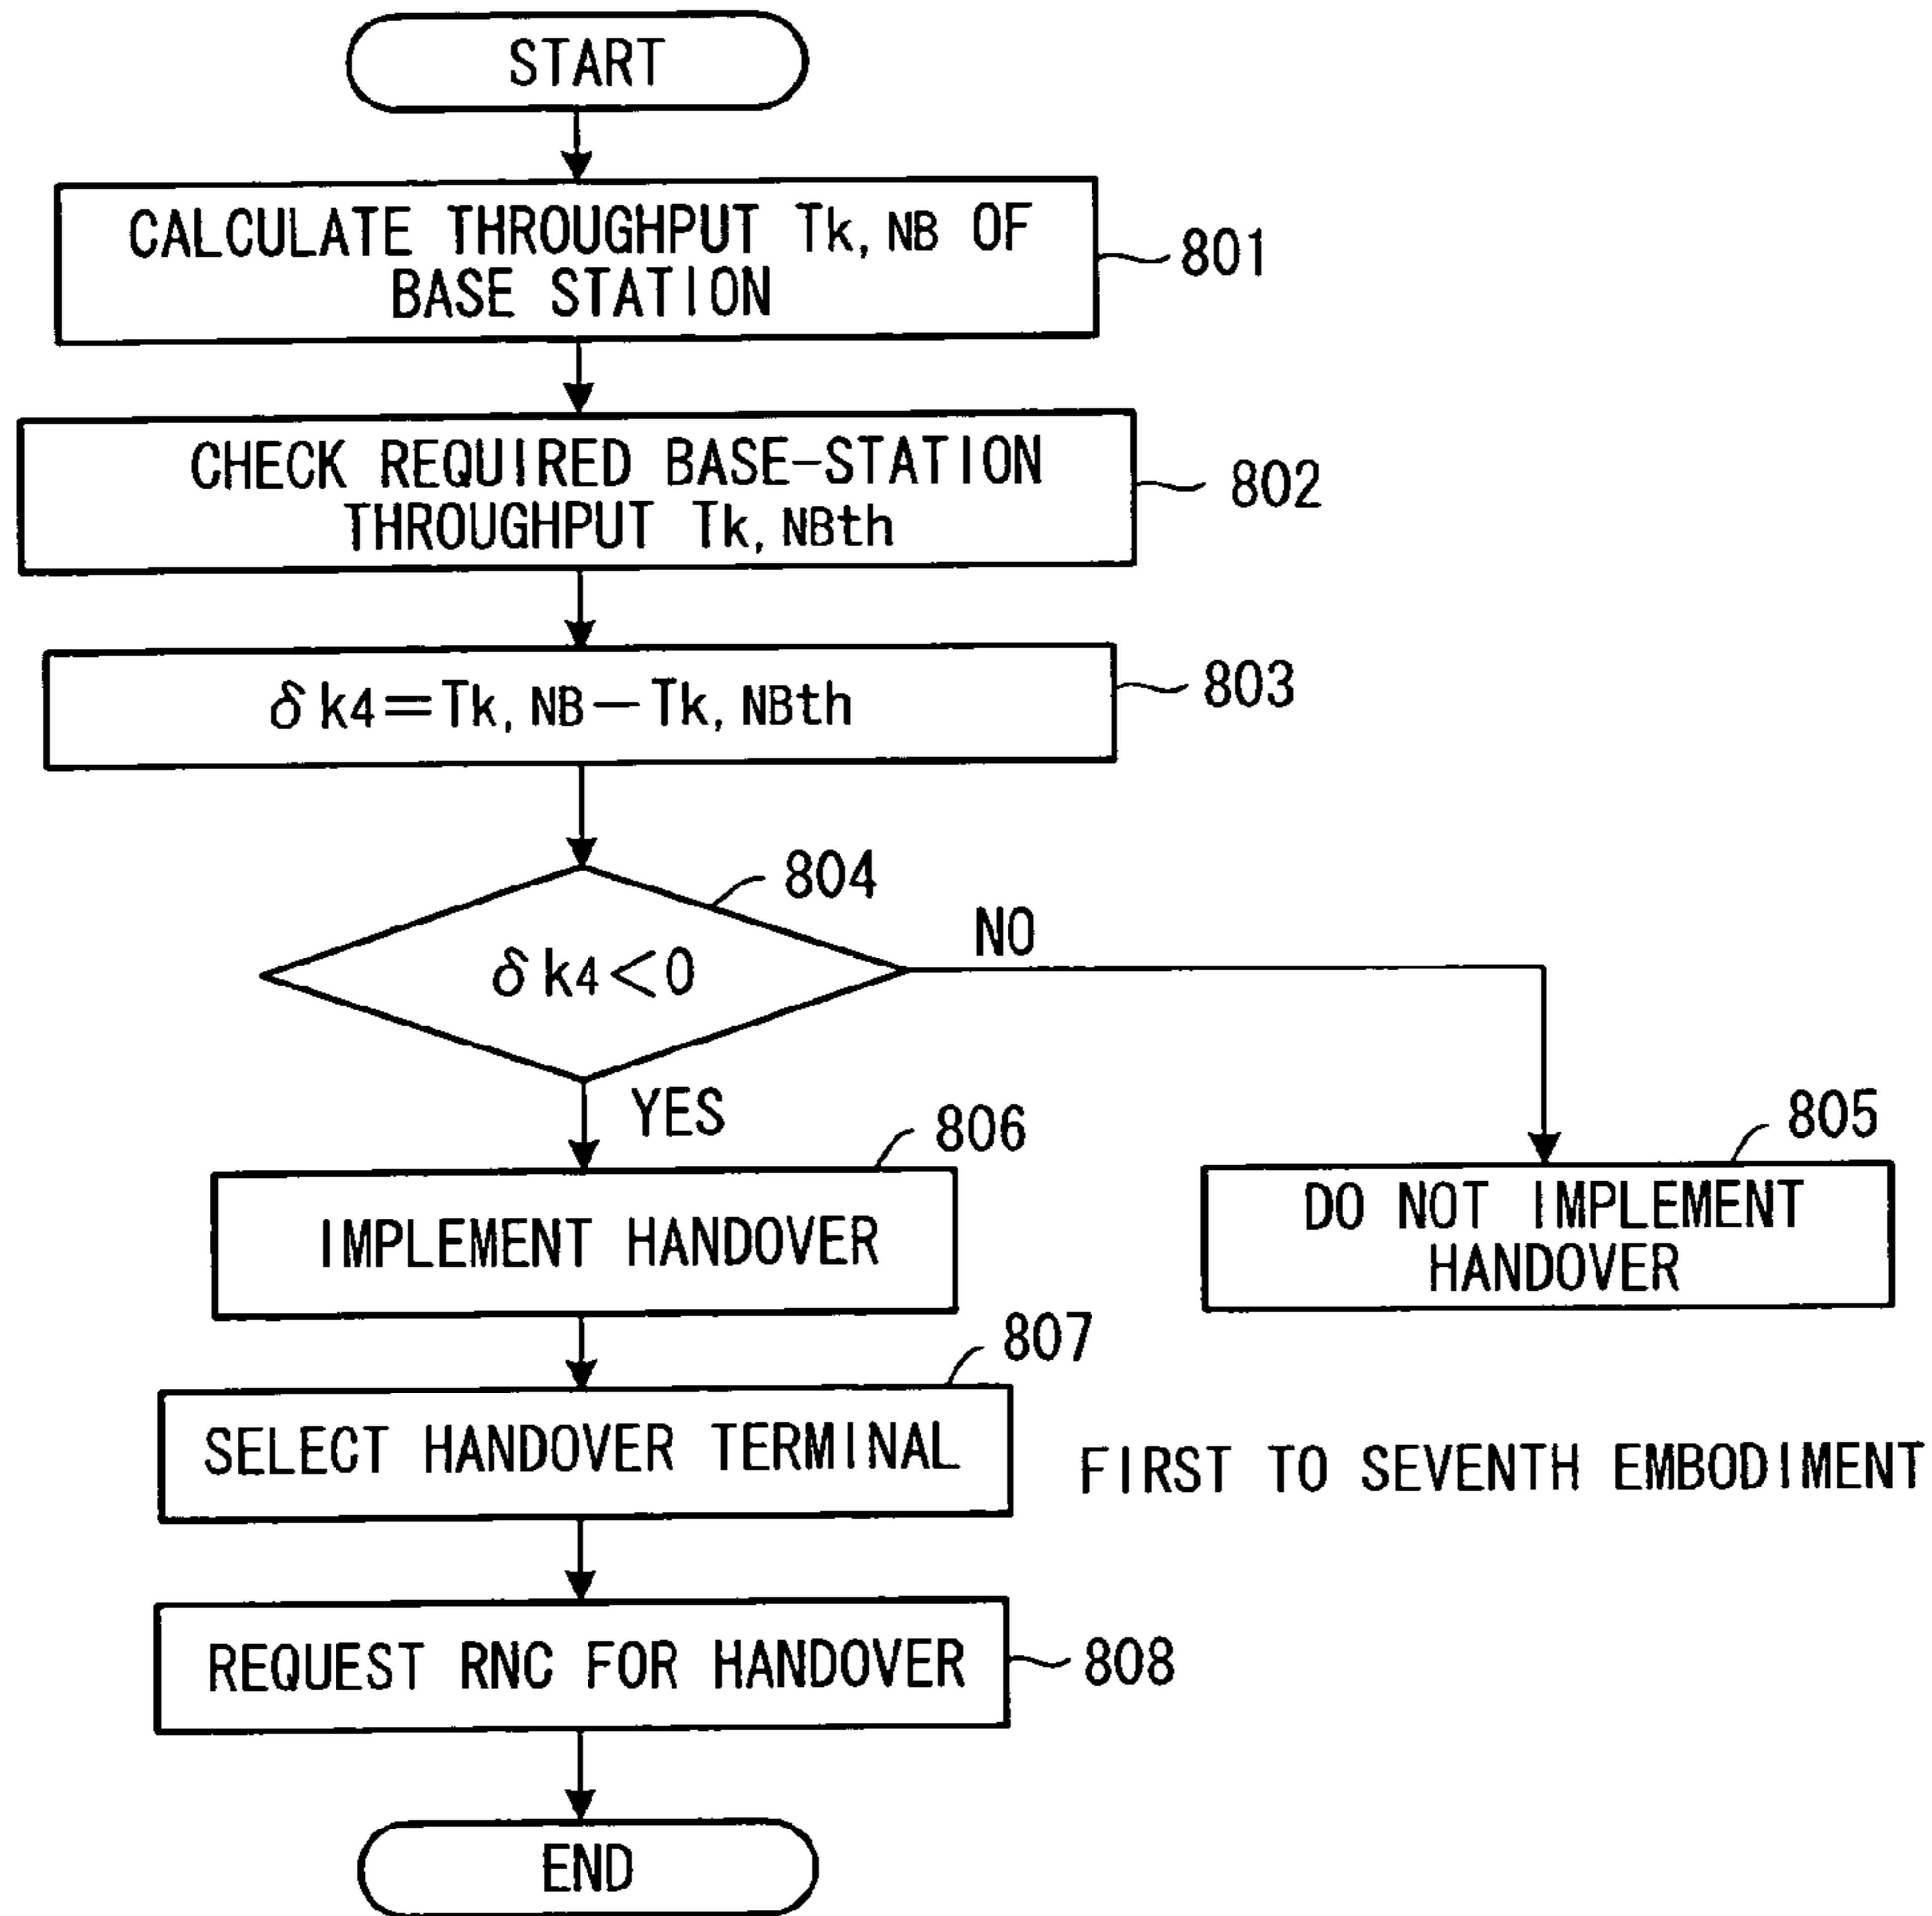 START
CALCULATE THROUGHPUT Tk, NB OF
BASE STATION
801
CHECK REQUIRED BASE-STATION
THROUGHPUT Tk, NBth
802
δk4=Tk, NB-Tk, NBth
803
804
δk4<0
NO
YES
806
IMPLEMENT HANDOVER
805
DO NOT IMPLEMENT
HANDOVER
807
SELECT HANDOVER TERMINAL
FIRST TO SEVENTH EMBODIMENT
REQUEST RNC FOR HANDOVER
808
END